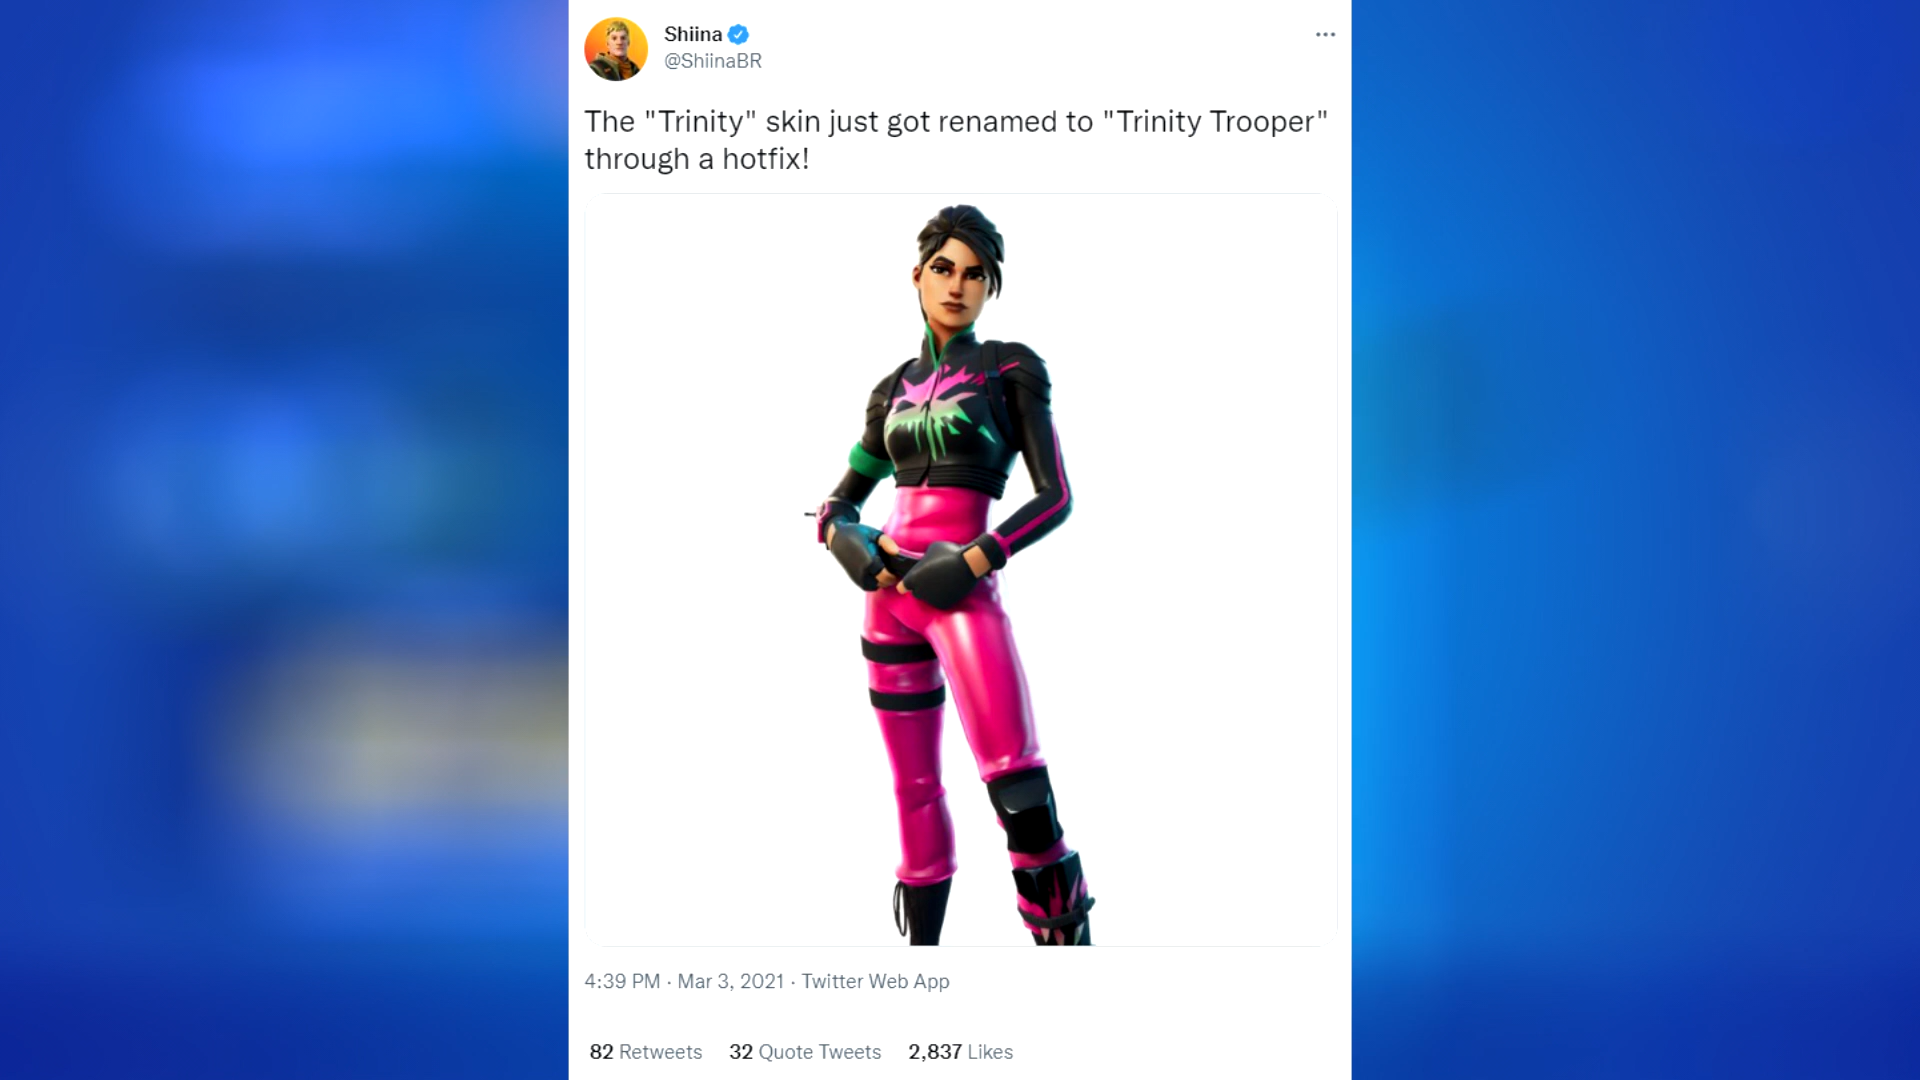 Shiina
@ShiinaBR
The "Trinity" skin just got renamed to "Trinity Trooper"
through a hotfix!
4:39 PM · Mar 3, 2021 · Twitter Web App
82 Retweets 32 Quote Tweets 2,837 Likes